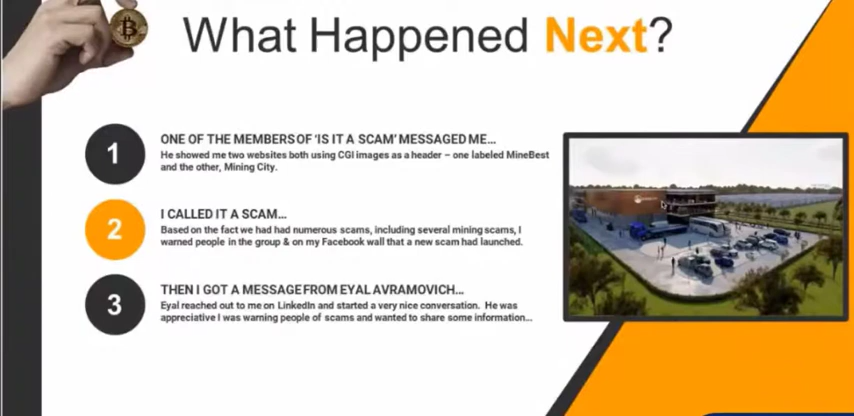 What Happened Next?
1
ONE OF THE MEMBERS OF 'IS IT A SCAM' MESSAGED ME...
He showed me two websites both using CGI images as a header – one labeled MineBest
and the other, Mining City.
2
I CALLED IT A SCAM...
Based on the fact we had had numerous scams, including several mining scams, I
warned people in the group & on my Facebook wall that a new scam had launched.
3
THEN I GOT A MESSAGE FROM EYAL AVRAMOVICH...
Eyal reached out to me on LinkedIn and started a very nice conversation. He was
appreciative I was warning people of scams and wanted to share some information...